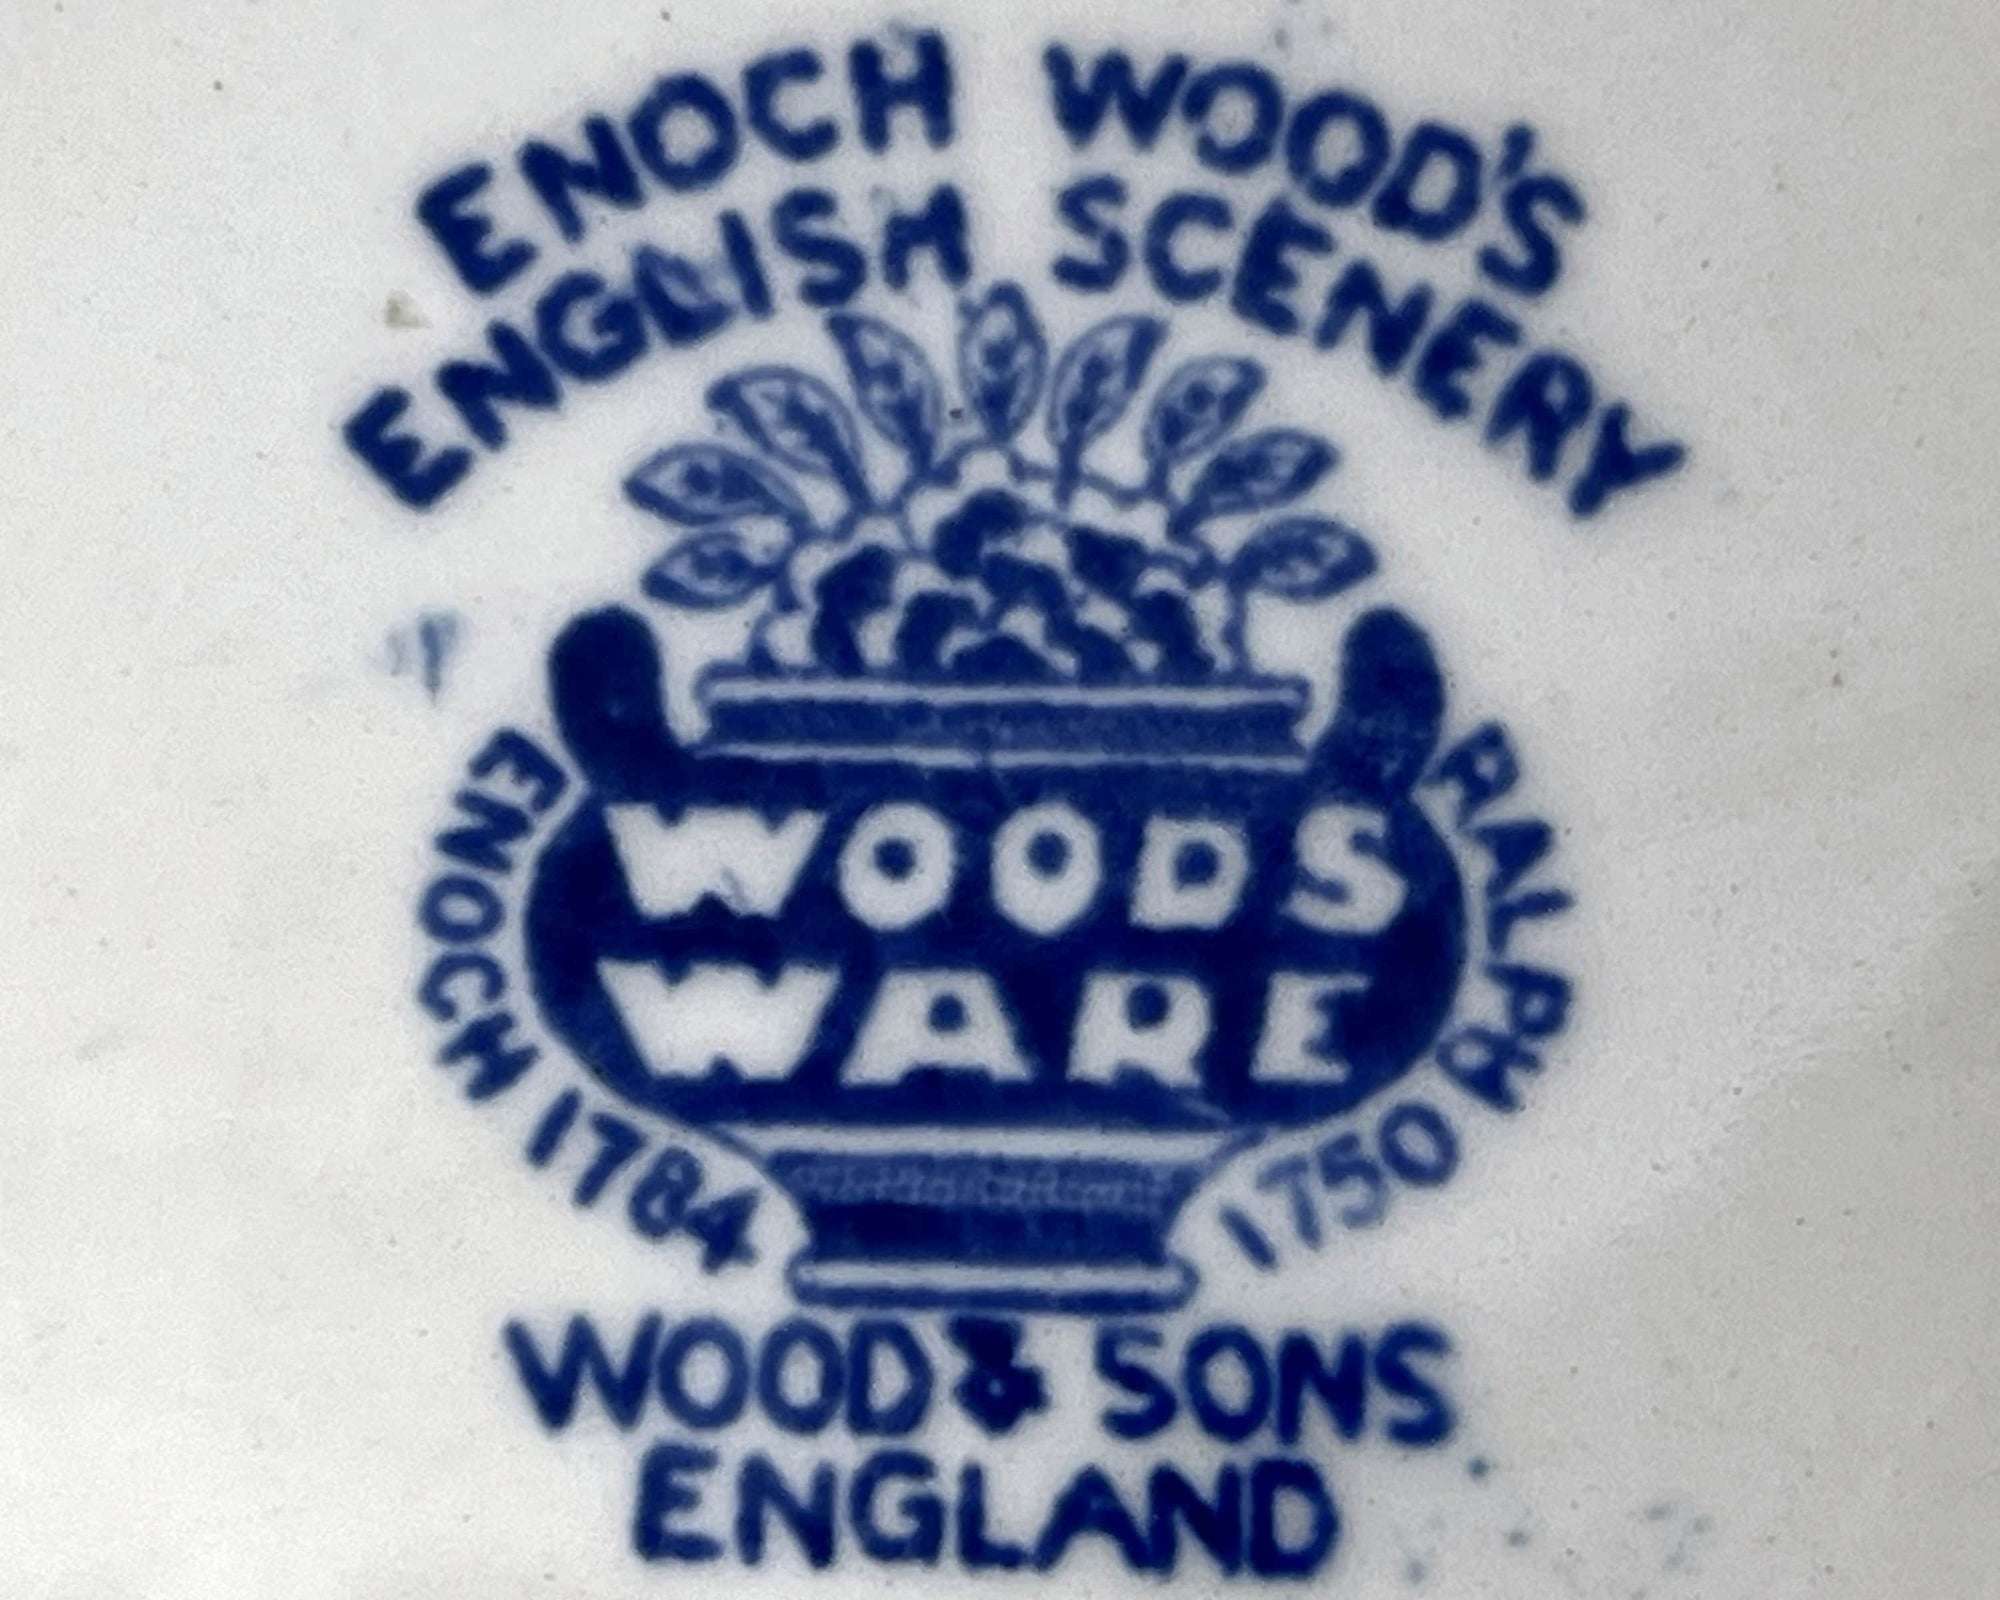 ENOCH WOOD'S
ENGLISH SCENERY
WOODS
WARE
ENOCH 1784
RALPH 1750
WOOD & SONS
ENGLAND